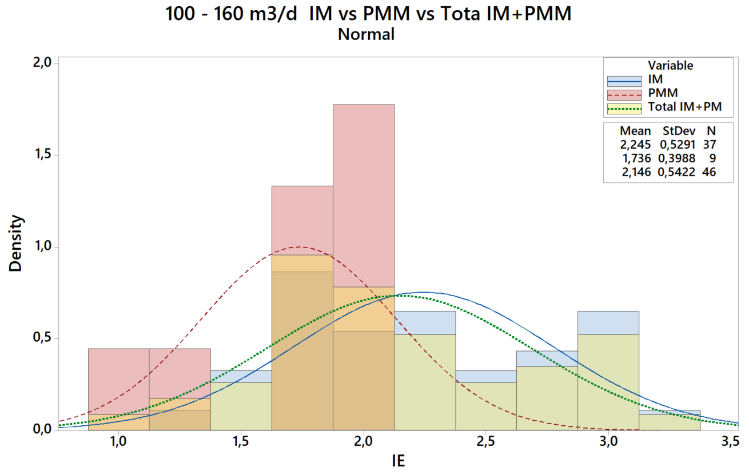 100 - 160 m3/d IM vs PMM vs Tota IM+PMM
Normal
Variable
IM
PMM
Total IM+PM
Mean StDev N
2,245 0,5291 37
1,736 0,3988 9
2,146 0,5422 46
Density
2,0
1,5
1,0
0,5
0,0
1,0 1,5 2,0 2,5 3,0 3,5
IE